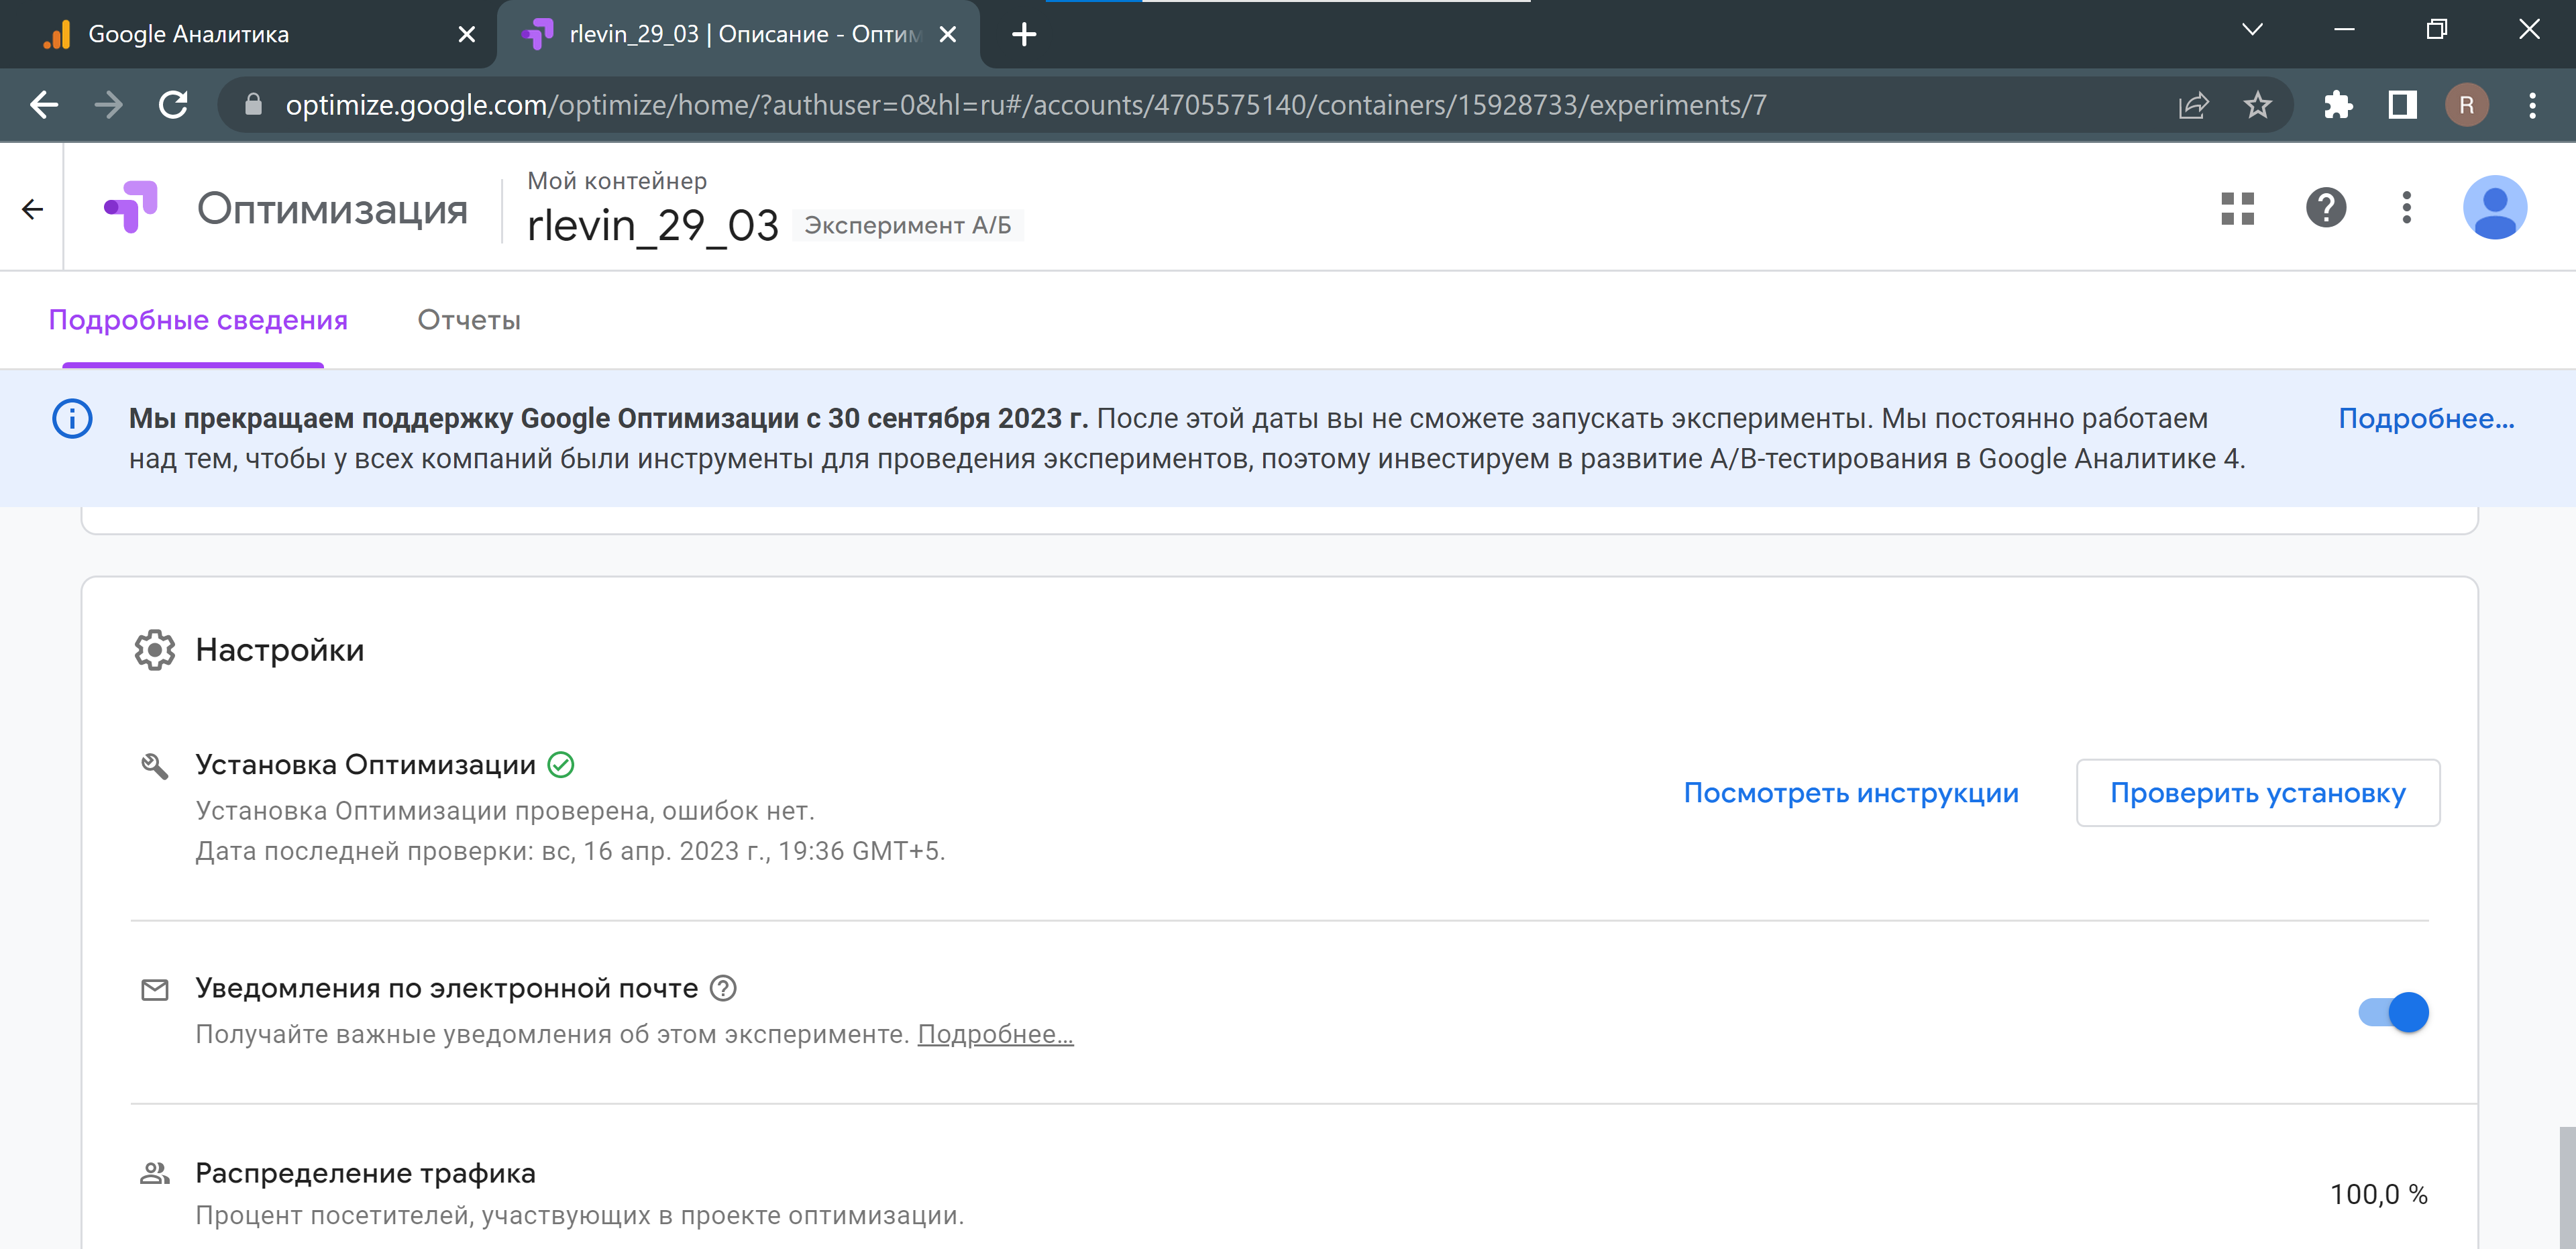 Google Аналитика
rlevin_29_03 | Описание - Оптим
optimize.google.com/optimize/home/?authuser=0&hl=ru#/accounts/4705575140/containers/15928733/experiments/7
R
Оптимизация
Мой контейнер
rlevin_29_03 Эксперимент А/Б
Подробные сведения Отчеты
Мы прекращаем поддержку Google Оптимизации с 30 сентября 2023 г. После этой даты вы не сможете запускать эксперименты. Мы постоянно работаем
над тем, чтобы у всех компаний были инструменты для проведения экспериментов, поэтому инвестируем в развитие A/B-тестирования в Google Аналитике 4.
Подробнее…
Настройки
Установка Оптимизации
Установка Оптимизации проверена, ошибок нет.
Дата последней проверки: вс, 16 апр. 2023 г., 19:36 GMT+5.
Посмотреть инструкции Проверить установку
Уведомления по электронной почте
Получайте важные уведомления об этом эксперименте. Подробнее…
Распределение трафика
Процент посетителей, участвующих в проекте оптимизации.
100,0 %